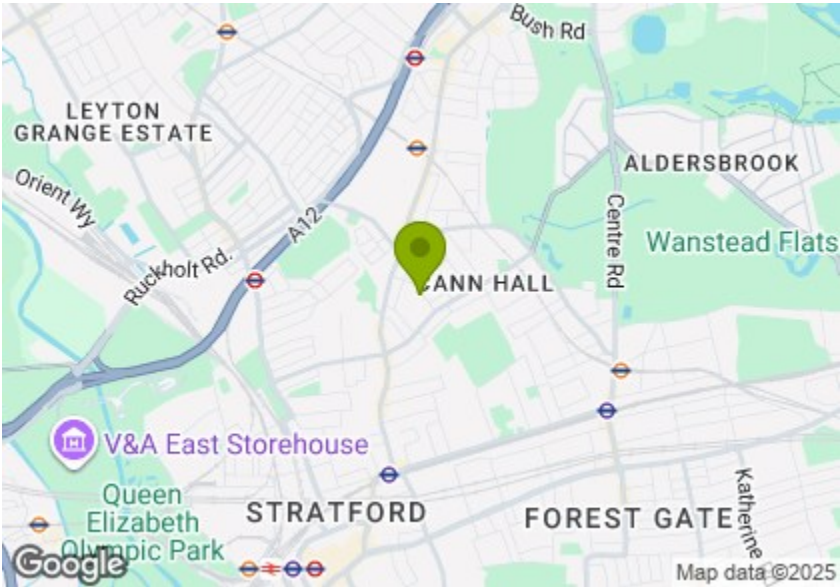 Bush Rd
LEYTON
GRANGE ESTATE
ALDERSBROOK
Orient Wy
A12
Centre Rd
Wanstead Flats
Ruckholt Rd.
CANN HALL
V&A East Storehouse
Queen
Elizabeth
Olympic Park
STRATFORD
FOREST GATE
Katherine
Google
Map data ©2025